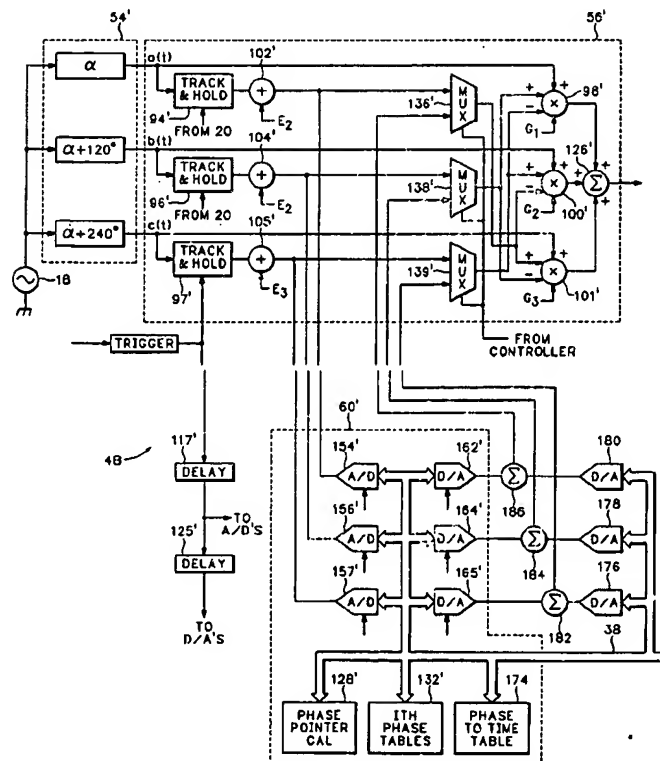 54'
56'
α
a(t)
102'
TRACK
& HOLD
+
E2
94'
FROM 20
136'
MUX
+
-
×
98'
G1
α+120°
b(t)
104'
TRACK
& HOLD
+
E2
96'
FROM 20
138'
MUX
+
+
-
×
100'
G2
126'
+
+
Σ
+
α+240°
c(t)
105'
TRACK
& HOLD
+
E3
97'
139'
MUX
+
+
-
×
101'
G3
18
TRIGGER
FROM
CONTROLLER
48
60'
117'
DELAY
TO
A/D'S
125'
DELAY
TO
D/A'S
154'
A/D
162'
D/A
Σ
186
180
D/A
156'
A/D
164'
D/A
Σ
184
178
D/A
157'
A/D
165'
D/A
Σ
182
176
D/A
38
128'
132'
174
PHASE
POINTER
CAL
ITH
PHASE
TABLES
PHASE
TO TIME
TABLE